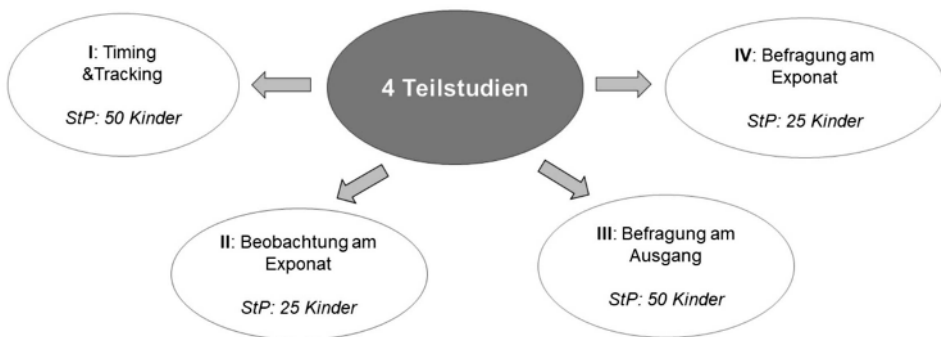 4 Teilstudien
I: Timing
&Tracking
StP: 50 Kinder
II: Beobachtung am
Exponat
StP: 25 Kinder
III: Befragung am
Ausgang
StP: 50 Kinder
IV: Befragung am
Exponat
StP: 25 Kinder